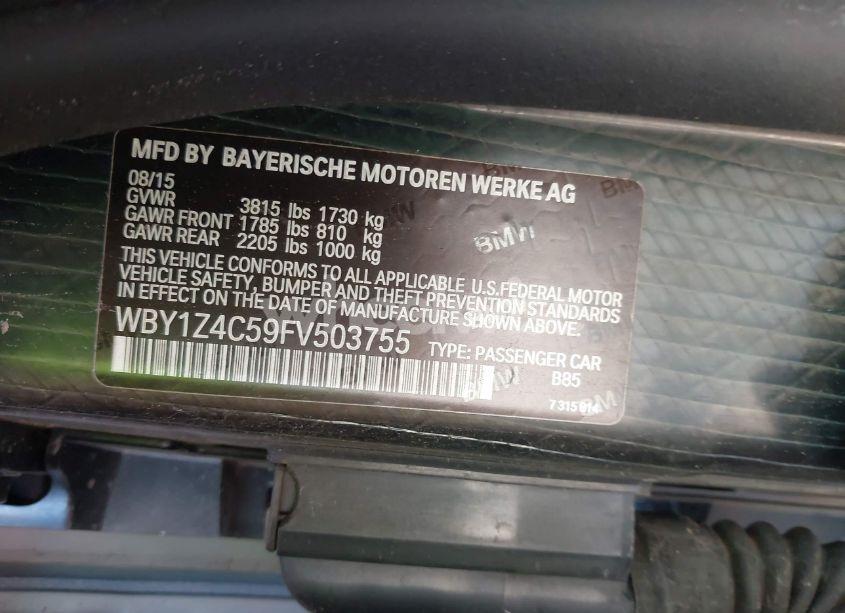 MFD BY BAYERISCHE MOTOREN WERKE AG
08/15
GVWR 3815 lbs 1730 kg
GAWR FRONT 1785 lbs 810 kg
GAWR REAR 2205 lbs 1000 kg
THIS VEHICLE CONFORMS TO ALL APPLICABLE U.S.FEDERAL MOTOR
VEHICLE SAFETY, BUMPER AND THEFT PREVENTION STANDARDS
IN EFFECT ON THE DATE OF MANUFACTURE SHOWN ABOVE.
WBY1Z4C59FV503755 TYPE: PASSENGER CAR
B85
BMW
BMW